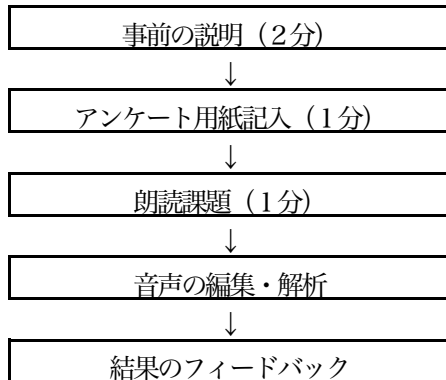 事前の説明（２分）
↓
アンケート用紙記入（１分）
↓
朗読課題（１分）
↓
音声の編集・解析
↓
結果のフィードバック